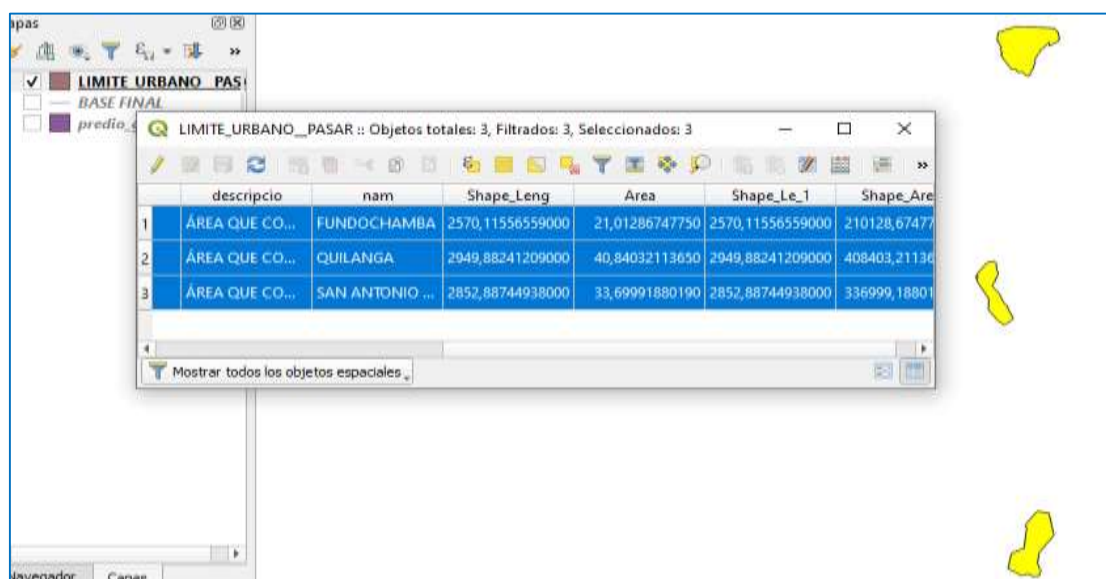 apas
»
LIMITE URBANO PAS
BASE FINAL
predio_
LIMITE_URBANO__PASAR :: Objetos totales: 3, Filtrados: 3, Seleccionados: 3
»
descripcio nam Shape_Leng Area Shape_Le_1 Shape_Are
1 ÁREA QUE CO... FUNDOCHAMBA 2570,11556559000 21,01286747750 2570,11556559000 210128,67477
2 ÁREA QUE CO... QUILANGA 2949,88241209000 40,84032113650 2949,88241209000 408403,21136
3 ÁREA QUE CO... SAN ANTONIO ... 2852,88744938000 33,69991880190 2852,88744938000 336999,18801
Mostrar todos los objetos espaciales
Navegador Capas